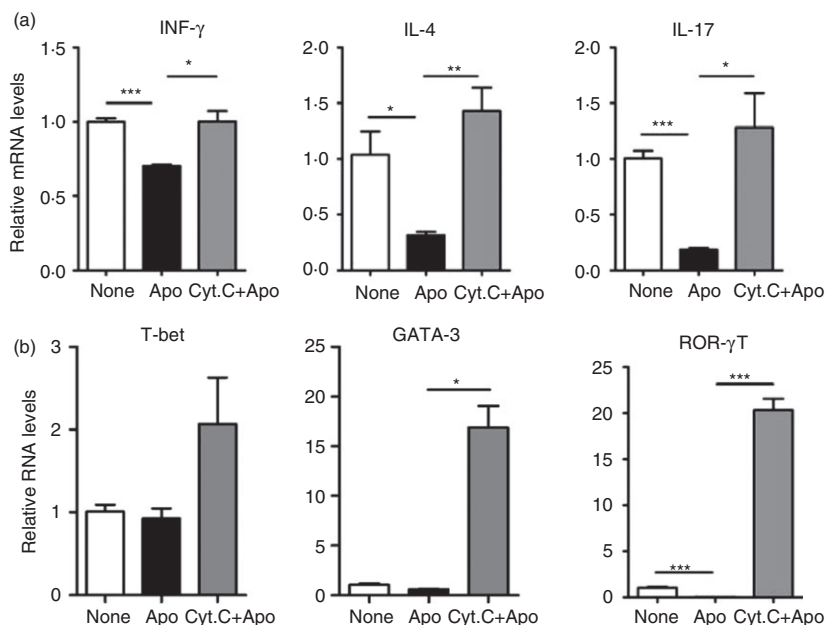 (a)
INF-γ
IL-4
IL-17
Relative mRNA levels
1·5
1·0
0·5
0·0
***
*
None Apo Cyt.C+Apo
2·0
1·5
1·0
0·5
0·0
*
**
None Apo Cyt.C+Apo
2·0
1·5
1·0
0·5
0·0
***
*
None Apo Cyt.C+Apo
(b)
T-bet
GATA-3
ROR-γT
Relative RNA levels
3
2
1
0
None Apo Cyt.C+Apo
25
20
15
10
5
0
*
None Apo Cyt.C+Apo
25
20
15
10
5
0
***
***
None Apo Cyt.C+Apo